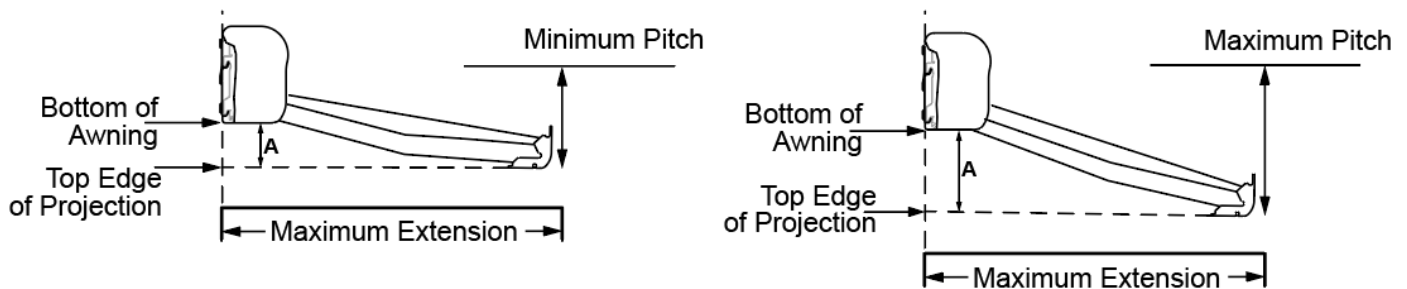 Minimum Pitch
Bottom of
Awning
A
Top Edge
of Projection
Maximum Extension
Maximum Pitch
Bottom of
Awning
A
Top Edge
of Projection
Maximum Extension